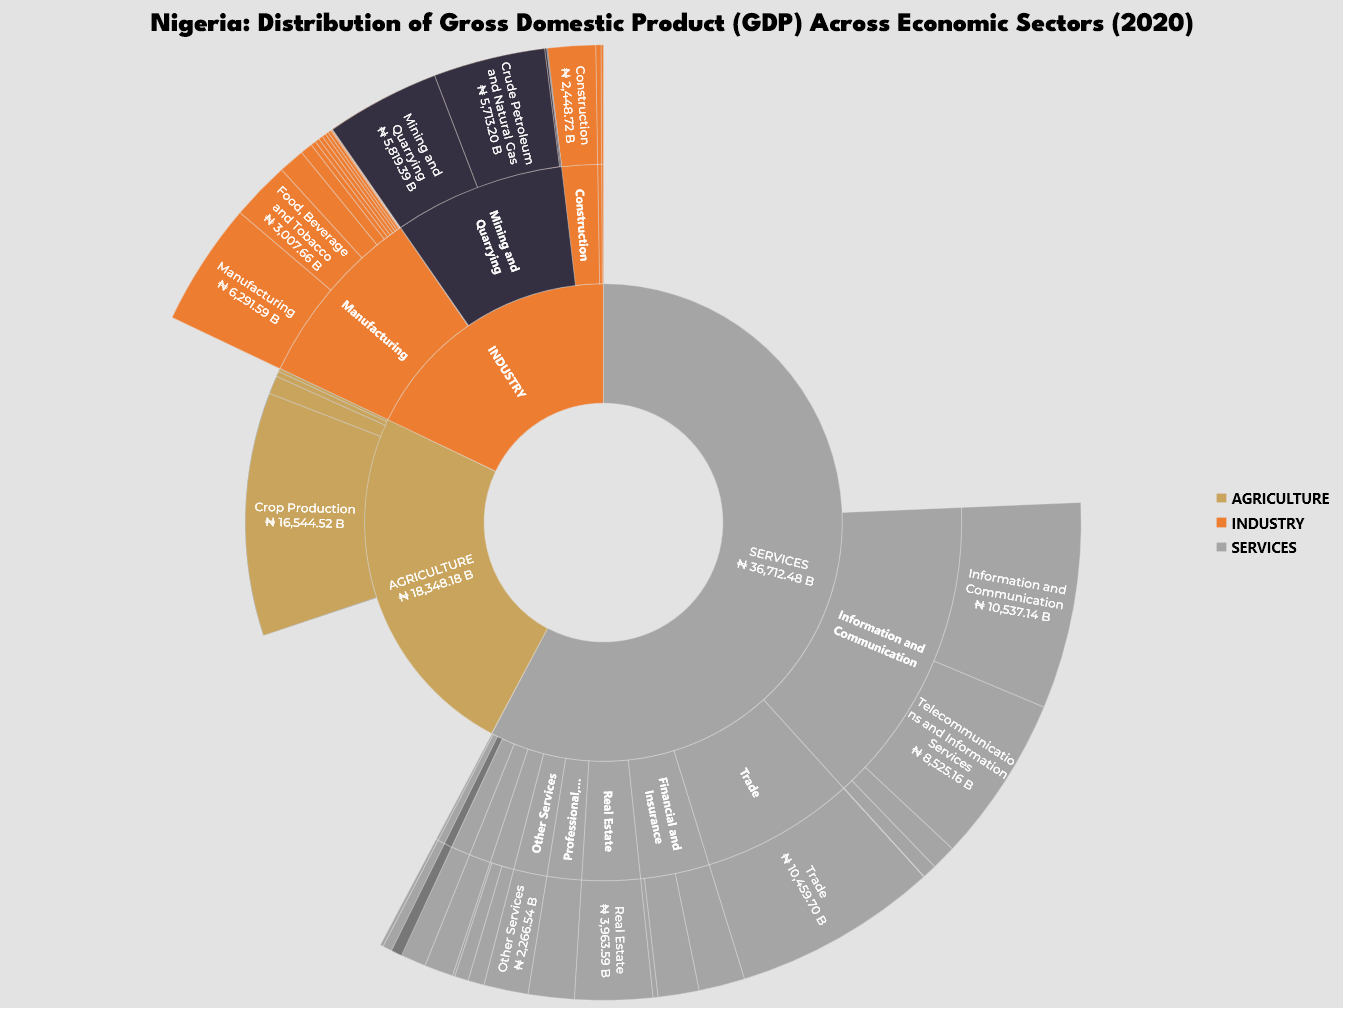 Nigeria: Distribution of Gross Domestic Product (GDP) Across Economic Sectors (2020)
Construction
₦ 2,448.72 B
Crude Petroleum
and Natural Gas
₦ 5,713.20 B
Mining and
Quarrying
₦ 5,819.39 B
Construction
Mining and
Quarrying
Food, Beverage
and Tobacco
₦ 3,007.66 B
Manufacturing
₦ 6,291.59 B
Manufacturing
INDUSTRY
Crop Production
₦ 16,544.52 B
AGRICULTURE
₦ 18,348.18 B
SERVICES
₦ 36,712.48 B
Information and
Communication
Information and
Communication
₦ 10,537.14 B
Telecommunicatio
ns and Information
Services
₦ 8,525.16 B
Trade
Trade
₦ 10,459.70 B
Financial and
Insurance
Real Estate
Professional,...
Other Services
Real Estate
₦ 3,963.59 B
Other Services
₦ 2,266.54 B
AGRICULTURE
INDUSTRY
SERVICES